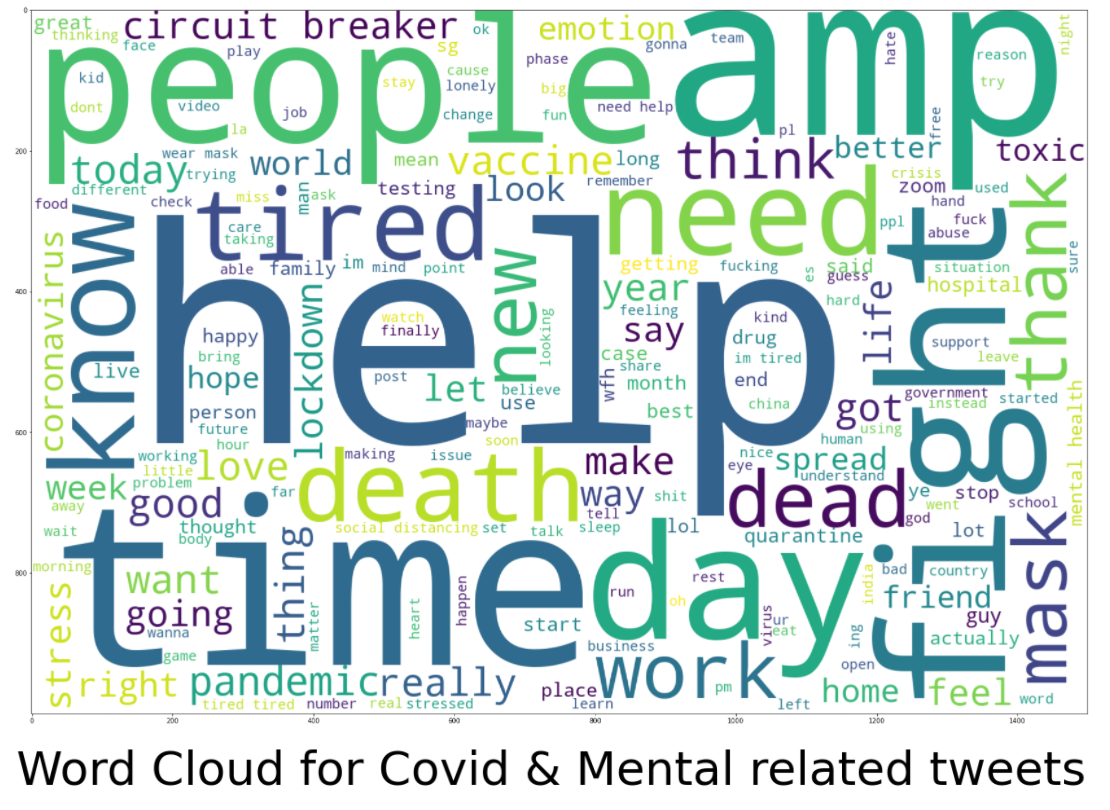 0
great
circuit breaker
ok
emotion
team
hate
night
thinking
face
play
sg
gonna
reason
people
amp
kid
stay
cause
lonely
phase
big
try
dont
video
job
change
fun
need help
free
la
pl
200
today
wear mask
trying
world
mean
vaccine
long
think
better
toxic
different
miss
man
ask
testing
look
remember
crisis
zoom
used
food
check
tired
need
hand
fuck
abuse
ppl
care
taking
know
coronavirus
able
family
im
mind
point
new
getting
fucking
es
said
guess
situation
sure
thank
400
help
year
hard
hospital
feeling
life
fight
happy
lockdown
watch
finally
looking
say
kind
drug
support
bring
case
im tired
leave
live
hope
post
let
believe
share
wfh
month
end
government
started
person
use
best
china
got
instead
future
maybe
using
600
hour
soon
human
mental health
working
little
problem
love
making
issue
make
nice
eye
spread
understand
week
far
death
way
shit
dead
ye
stop
school
away
good
tell
went
god
wait
thought
body
social distancing
set
talk
sleep
lol
quarantine
lot
time
day
mask
800
morning
want
thing
rest
india
bad
country
stress
going
matter
heart
happen
run
oh
friend
wanna
start
virus
ur
eat
ing
guy
actually
game
business
work
open
right
pandemic
really
place
pm
home
feel
tired tired
number
real
stressed
learn
left
word
0
200
400
600
800
1000
1200
1400
Word Cloud for Covid & Mental related tweets